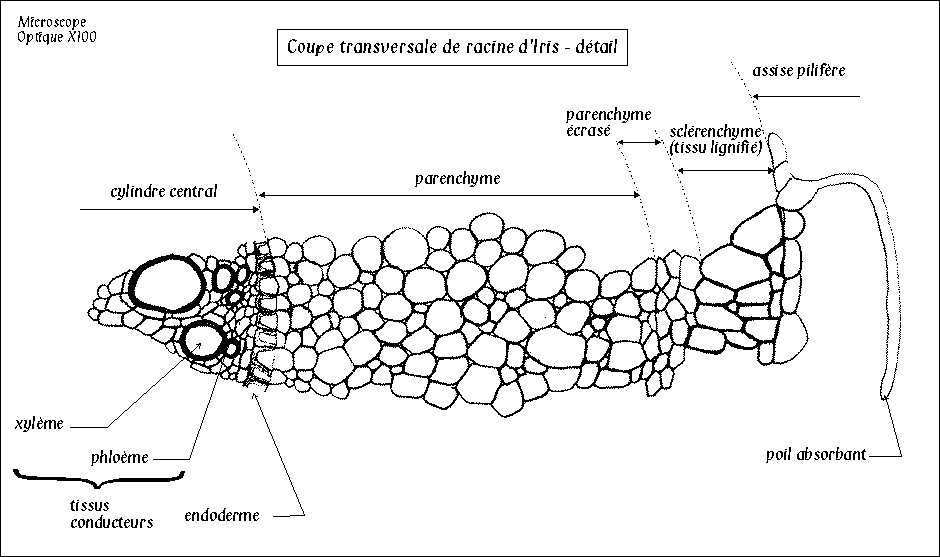 Microscope
Optique X100
Coupe transversale de racine d'Iris - détail
assise pilifère
parenchyme
écrasé
sclérenchyme
(tissu lignifié)
parenchyme
cylindre central
xylème
phloème
poil absorbant
tissus
conducteurs
endoderme